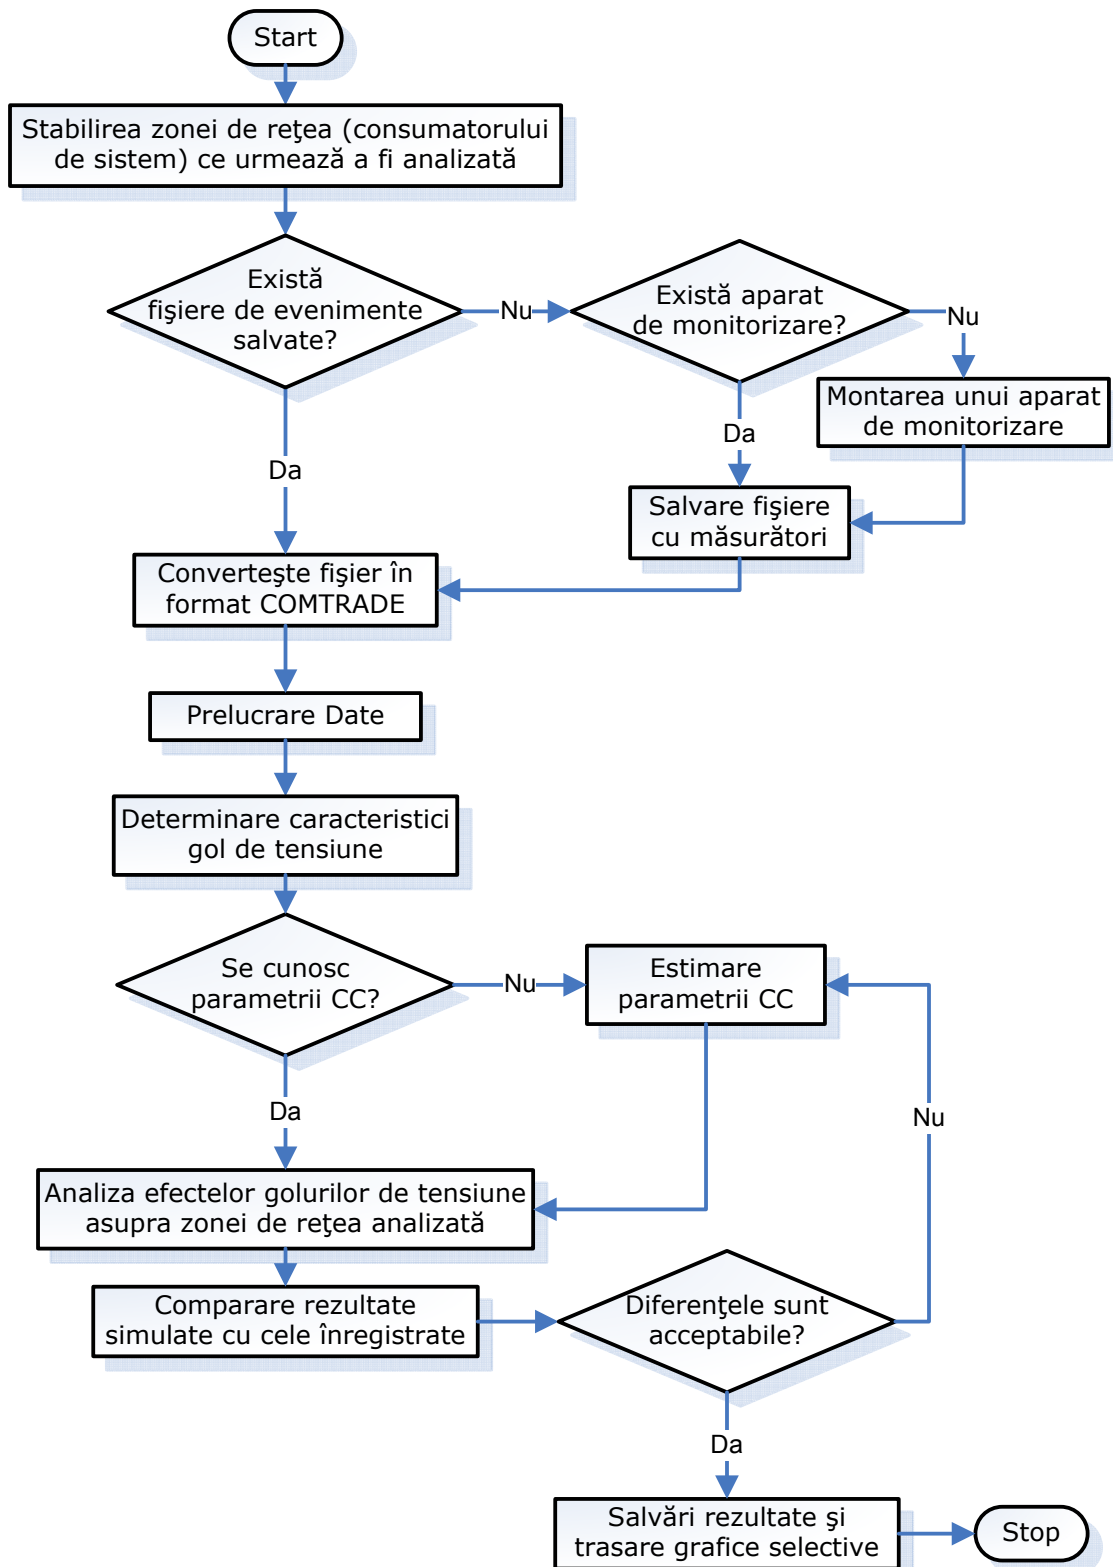 Start
Stabilirea zonei de reţea (consumatorului
de sistem) ce urmează a fi analizată
Există
fişiere de evenimente
salvate?
Nu
Există aparat
de monitorizare?
Nu
Montarea unui aparat
de monitorizare
Da
Da
Salvare fişiere
cu măsurători
Converteşte fişier în
format COMTRADE
Prelucrare Date
Determinare caracteristici
gol de tensiune
Se cunosc
parametrii CC?
Nu
Estimare
parametrii CC
Da
Nu
Analiza efectelor golurilor de tensiune
asupra zonei de reţea analizată
Comparare rezultate
simulate cu cele înregistrate
Diferenţele sunt
acceptabile?
Da
Salvări rezultate şi
trasare grafice selective
Stop